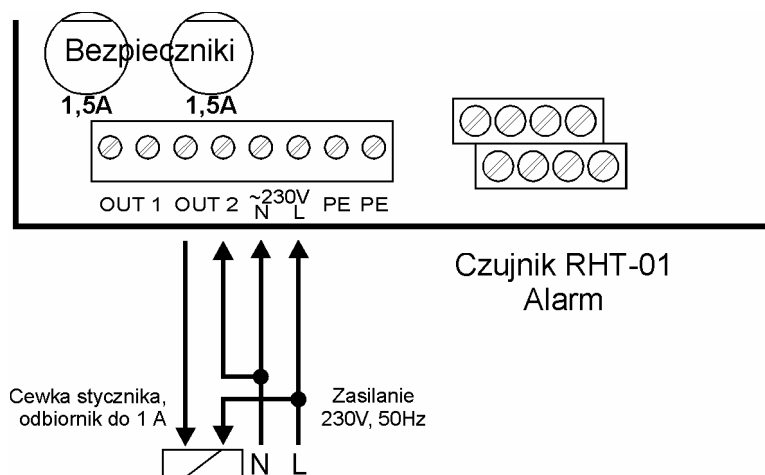 Bezpieczniki
1,5A 1,5A
OUT 1 OUT 2 ~230V PE PE
N L
Czujnik RHT-01
Alarm
Cewka stycznika,
odbiornik do 1 A
Zasilanie
230V, 50Hz
N L